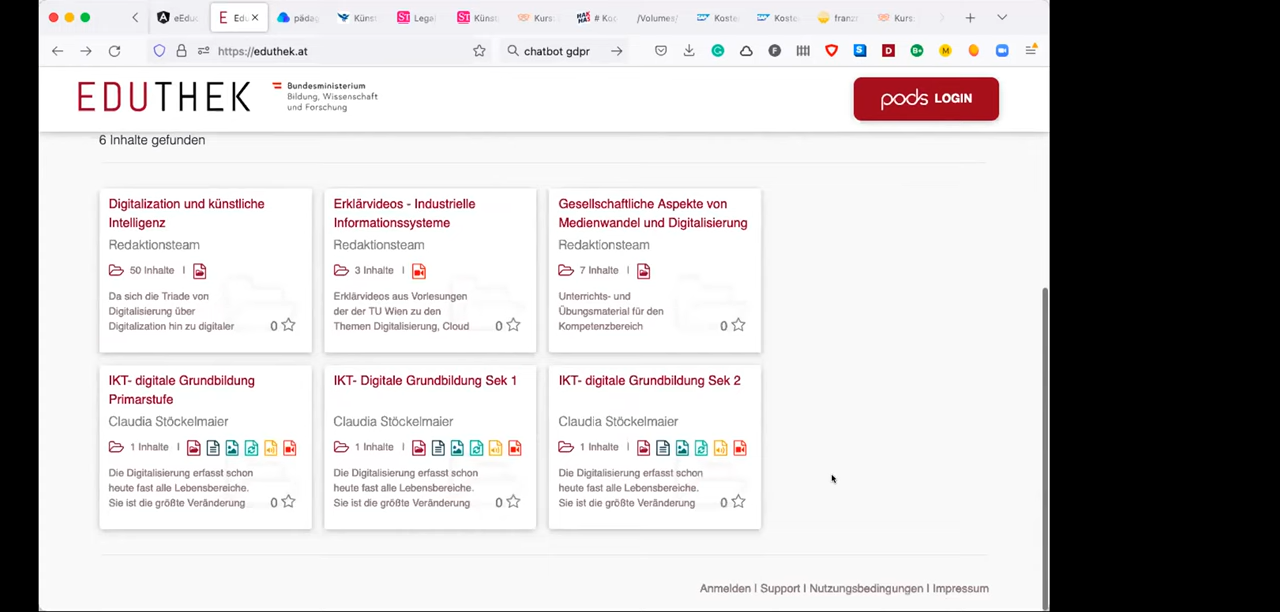 eEduc
Edu
pädag
Künst
Legal
Künst
Kurs:
# Koo
/Volumes/
Koste
Kosto
franz
Kurs:
https://eduthek.at
chatbot gdpr
EDUTHEK
Bundesministerium
Bildung, Wissenschaft
und Forschung
pods LOGIN
6 Inhalte gefunden
Digitalization und künstliche
Intelligenz
Redaktionsteam
50 Inhalte |
Da sich die Triade von
Digitalisierung über
Digitalization hin zu digitaler
0
Erklärvideos - Industrielle
Informationssysteme
Redaktionsteam
3 Inhalte |
Erklärvideos aus Vorlesungen
der der TU Wien zu den
Themen Digitalisierung, Cloud
0
Gesellschaftliche Aspekte von
Medienwandel und Digitalisierung
Redaktionsteam
7 Inhalte |
Unterrichts- und
Übungsmaterial für den
Kompetenzbereich
0
IKT- digitale Grundbildung
Primarstufe
Claudia Stöckelmaier
1 Inhalte |
Die Digitalisierung erfasst schon
heute fast alle Lebensbereiche.
Sie ist die größte Veränderung
0
IKT- Digitale Grundbildung Sek 1
Claudia Stöckelmaier
1 Inhalte |
Die Digitalisierung erfasst schon
heute fast alle Lebensbereiche.
Sie ist die größte Veränderung
0
IKT- digitale Grundbildung Sek 2
Claudia Stöckelmaier
1 Inhalte |
Die Digitalisierung erfasst schon
heute fast alle Lebensbereiche.
Sie ist die größte Veränderung
0
Anmelden | Support | Nutzungsbedingungen | Impressum